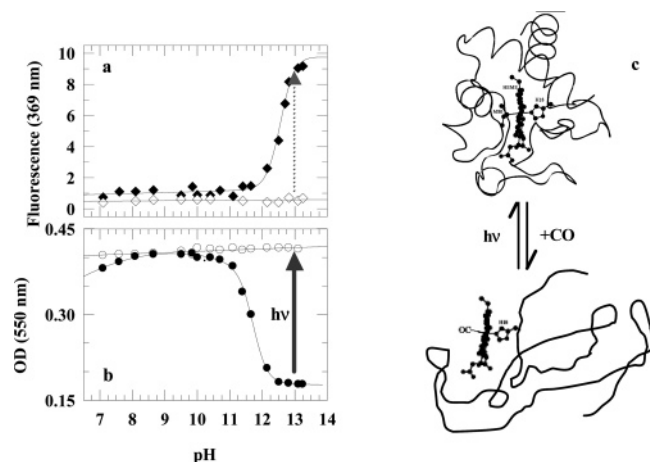 a
Fluorescence (369 nm)
10
8
6
4
2
0
b
OD (550 nm)
0.45
0.30
0.15
hν
7 8 9 10 11 12 13 14
pH
c
HEME
hν
+CO
OC